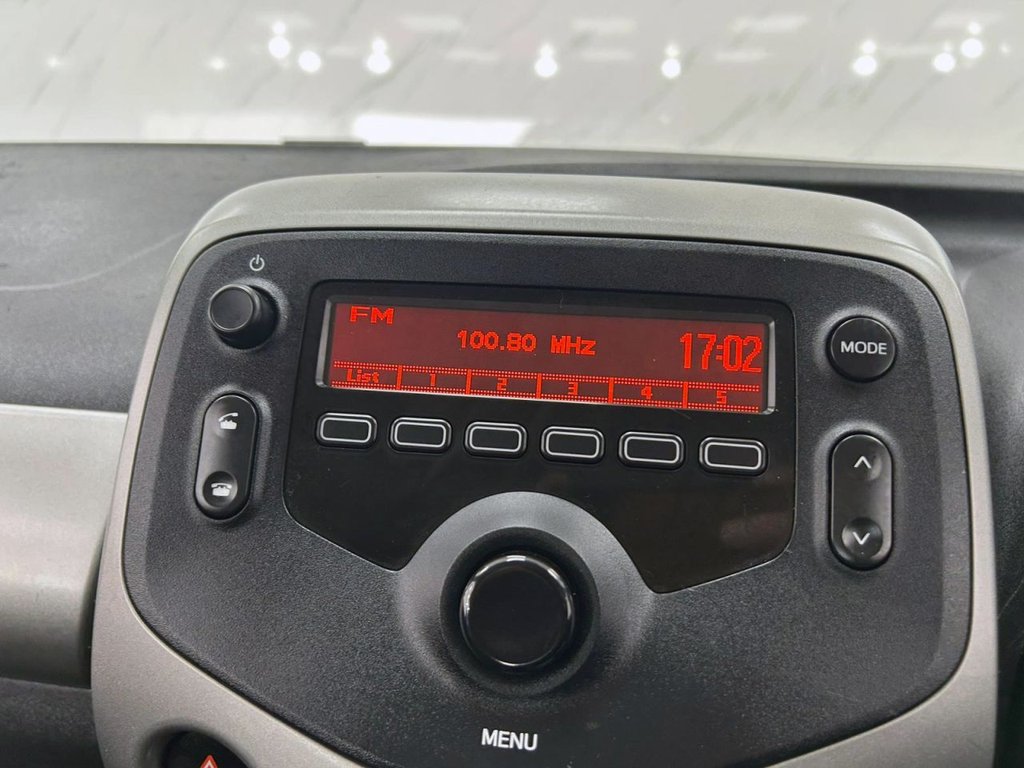 FM
100.80 MHz
17:02
List 1 2 3 4 5
MODE
MENU